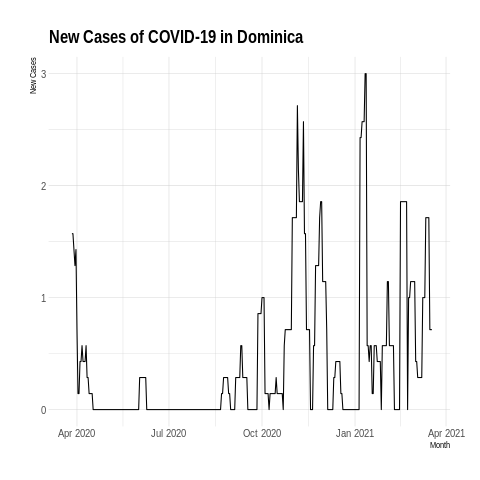 New Cases of COVID-19 in Dominica
New Cases
3
2
1
0
Apr 2020
Jul 2020
Oct 2020
Jan 2021
Apr 2021
Month